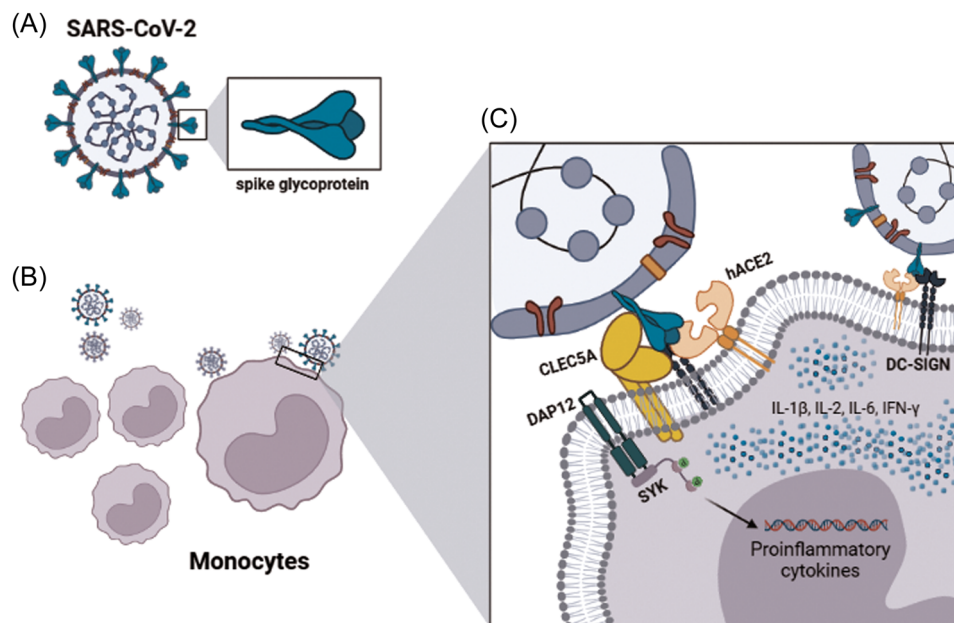 (A)
SARS-CoV-2
spike glycoprotein
(B)
Monocytes
(C)
hACE2
CLEC5A
DC-SIGN
DAP12
IL-1β, IL-2, IL-6, IFN-γ
SYK
Proinflammatory
cytokines